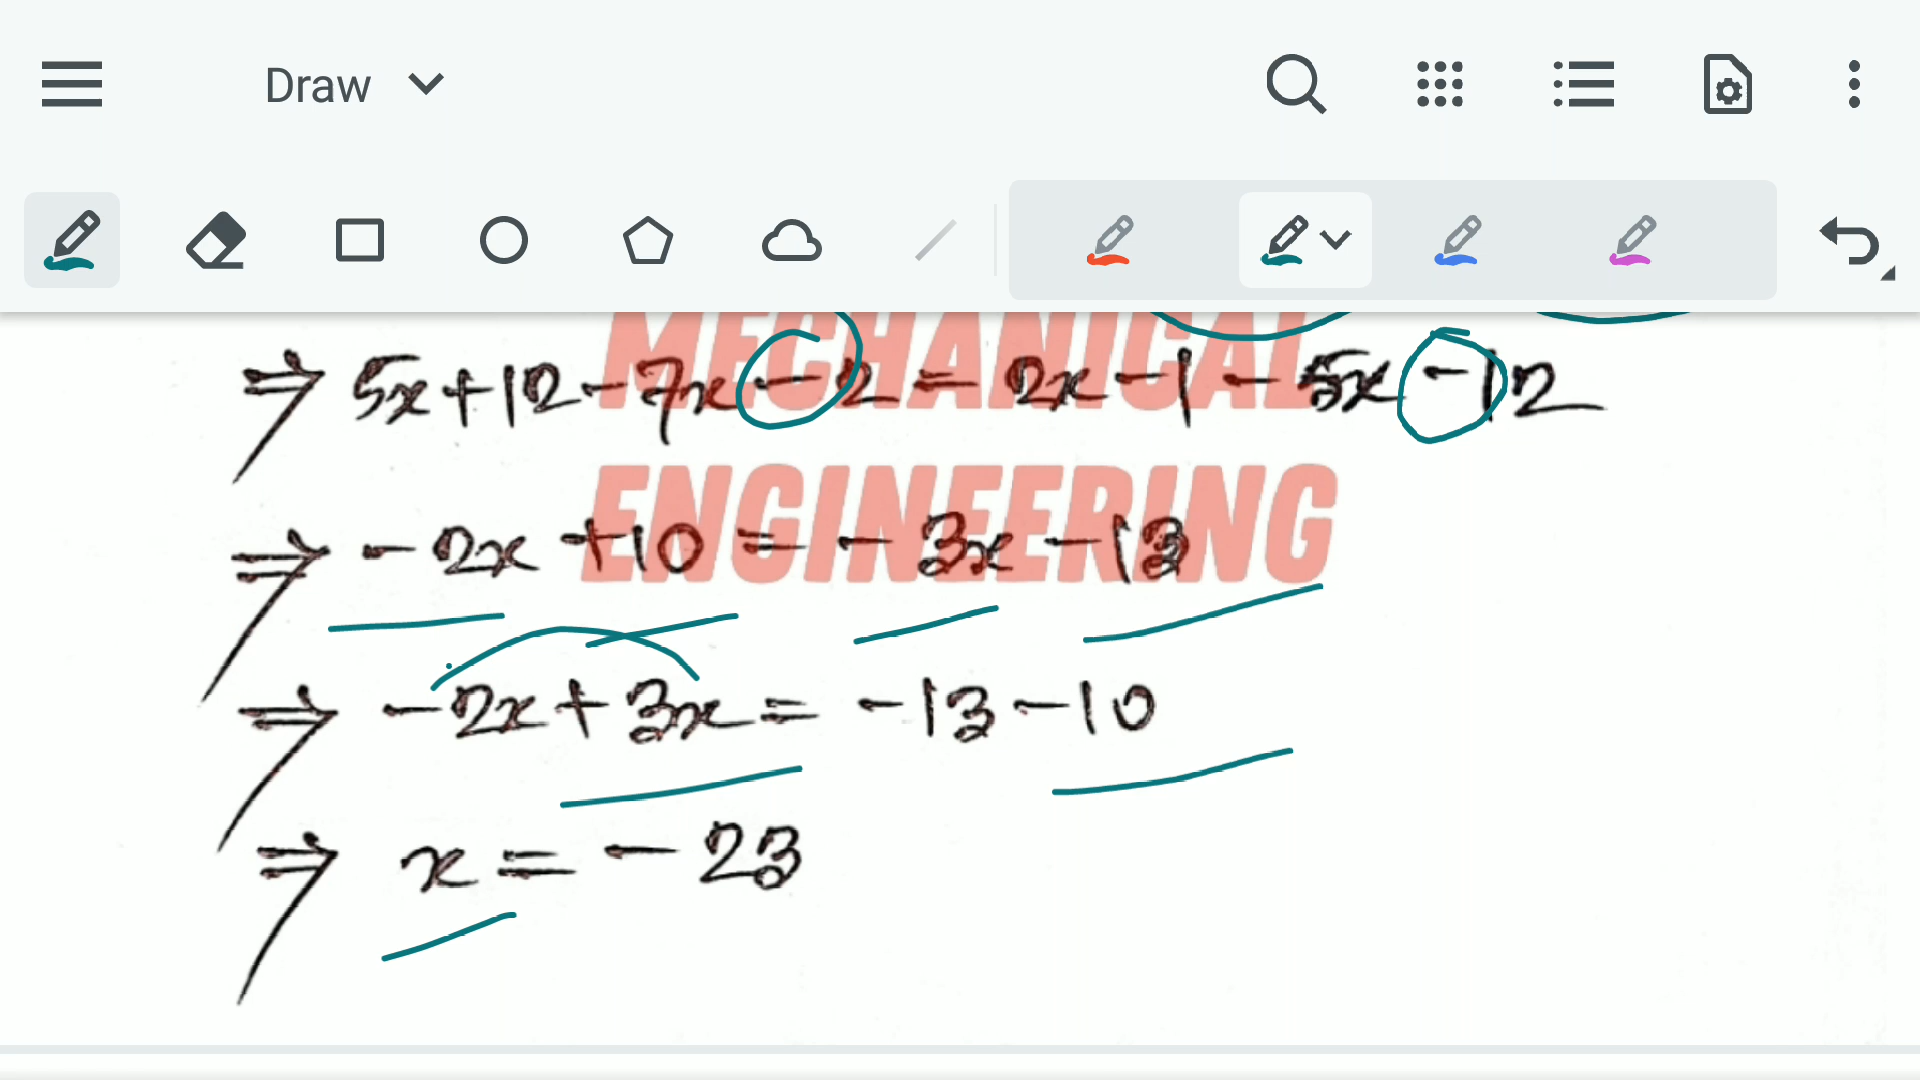 Draw
MECHANICAL
⇒ 5x+12-7x-2 = 2x-1-5x-12
ENGINEERING
⇒ -2x+10 = -3x-13
⇒ -2x+3x = -13-10
⇒ x = -23